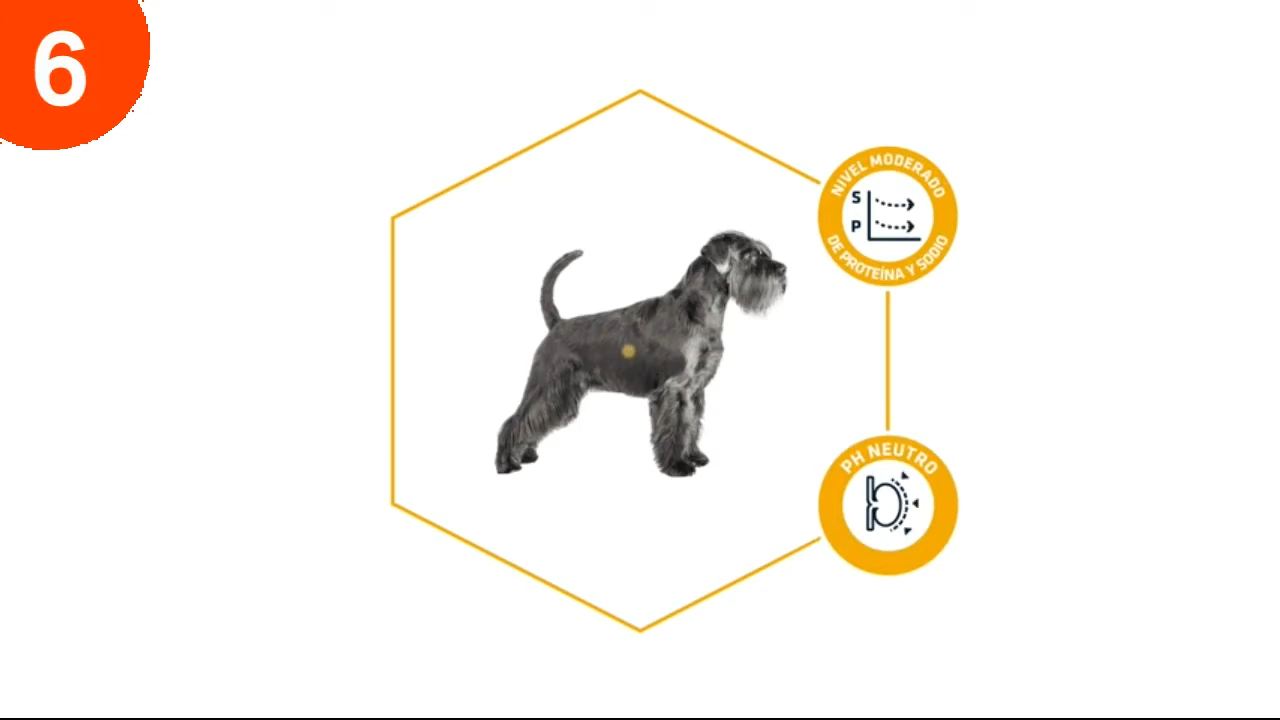 6
NIVEL MODERADO
S
P
DE PROTEÍNA Y SODIO
PH NEUTRO